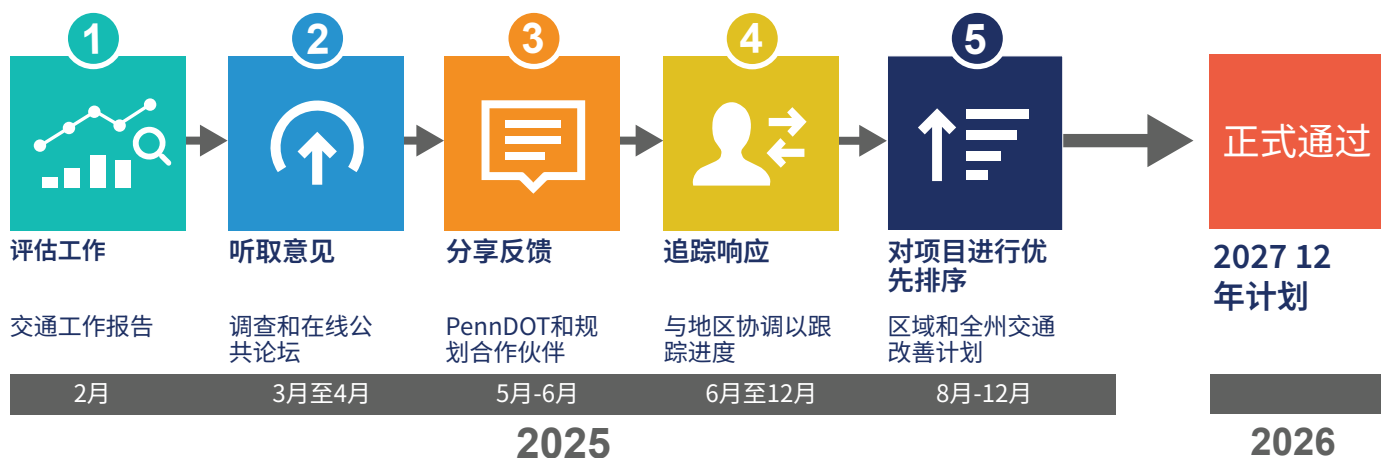 1
2
3
4
5
正式通过
评估工作
交通工作报告
听取意见
调查和在线公
共论坛
分享反馈
PennDOT和规
划合作伙伴
追踪响应
与地区协调以跟
踪进度
对项目进行优
先排序
区域和全州交通
改善计划
2027 12
年计划
2月
3月至4月
5月-6月
6月至12月
8月-12月
2025
2026